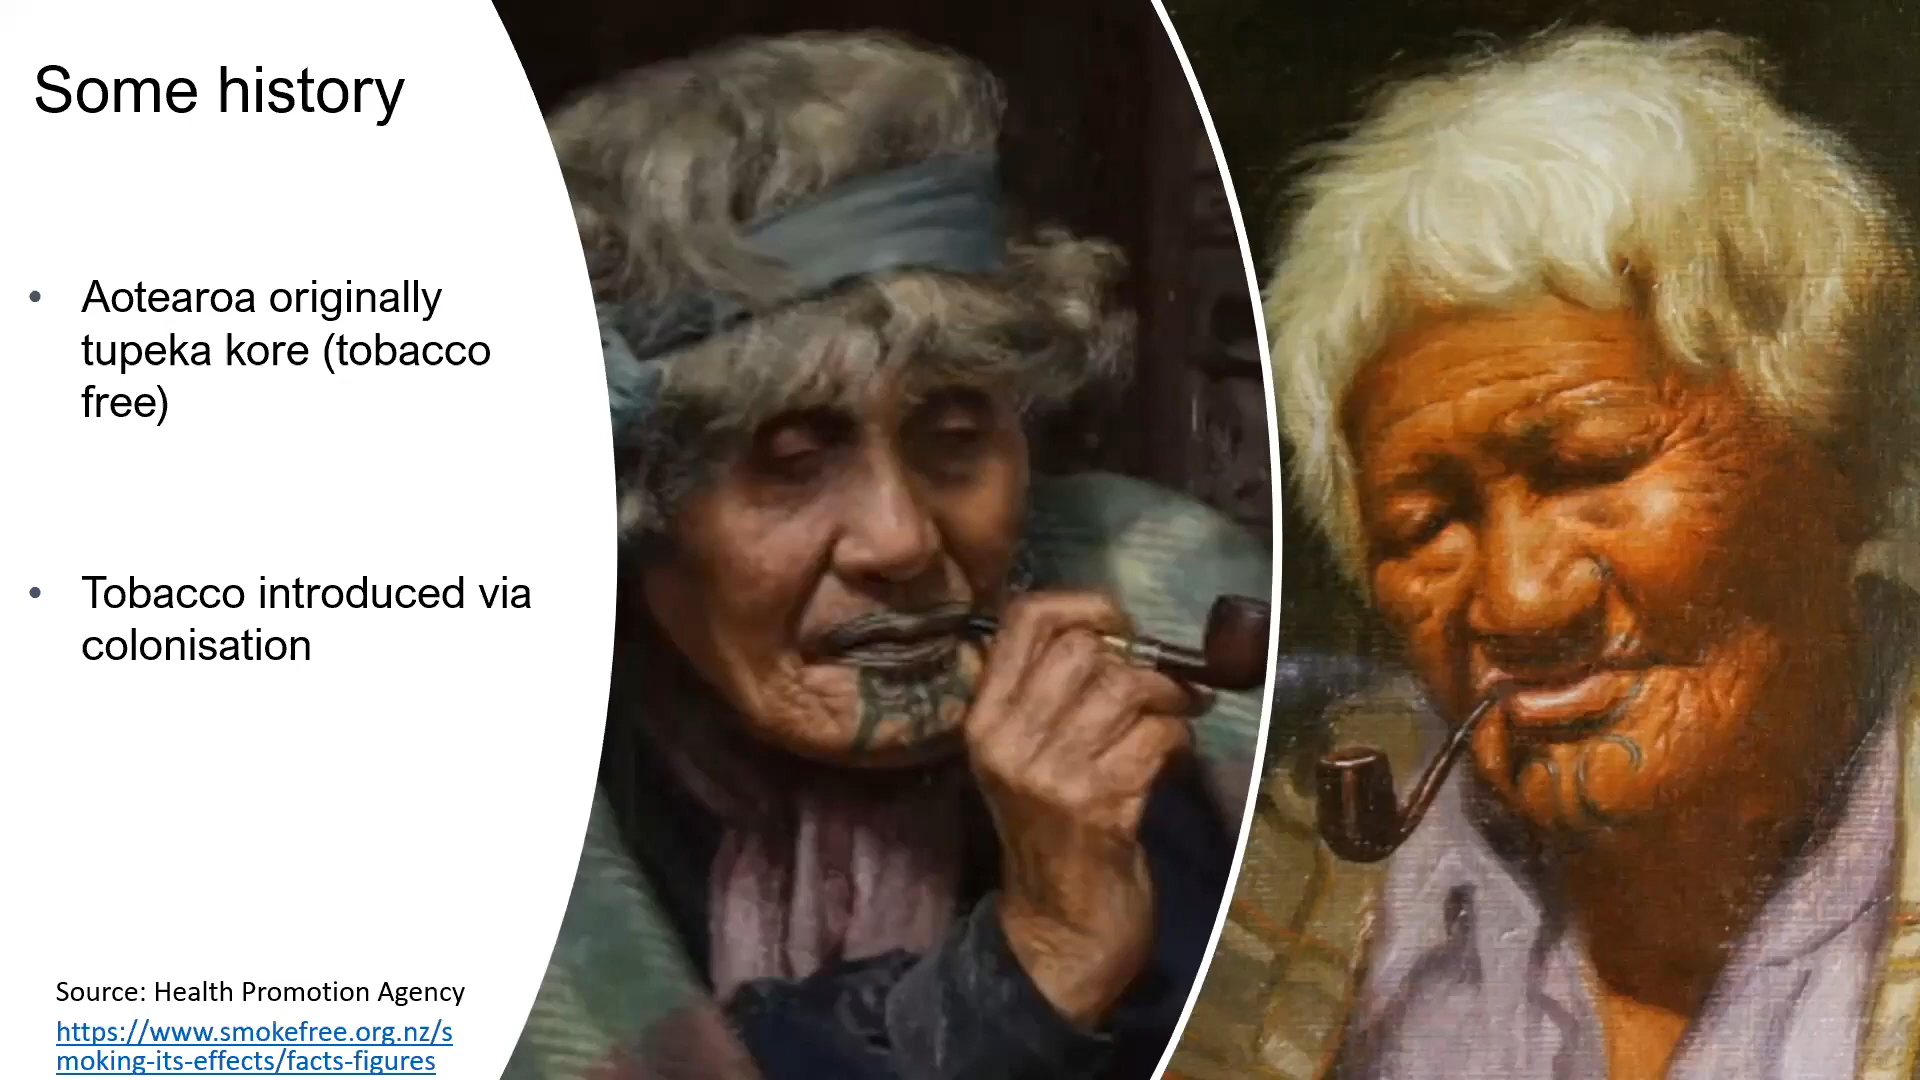 Some history
• Aotearoa originally
tupeka kore (tobacco
free)
• Tobacco introduced via
colonisation
Source: Health Promotion Agency
https://www.smokefree.org.nz/s
moking-its-effects/facts-figures